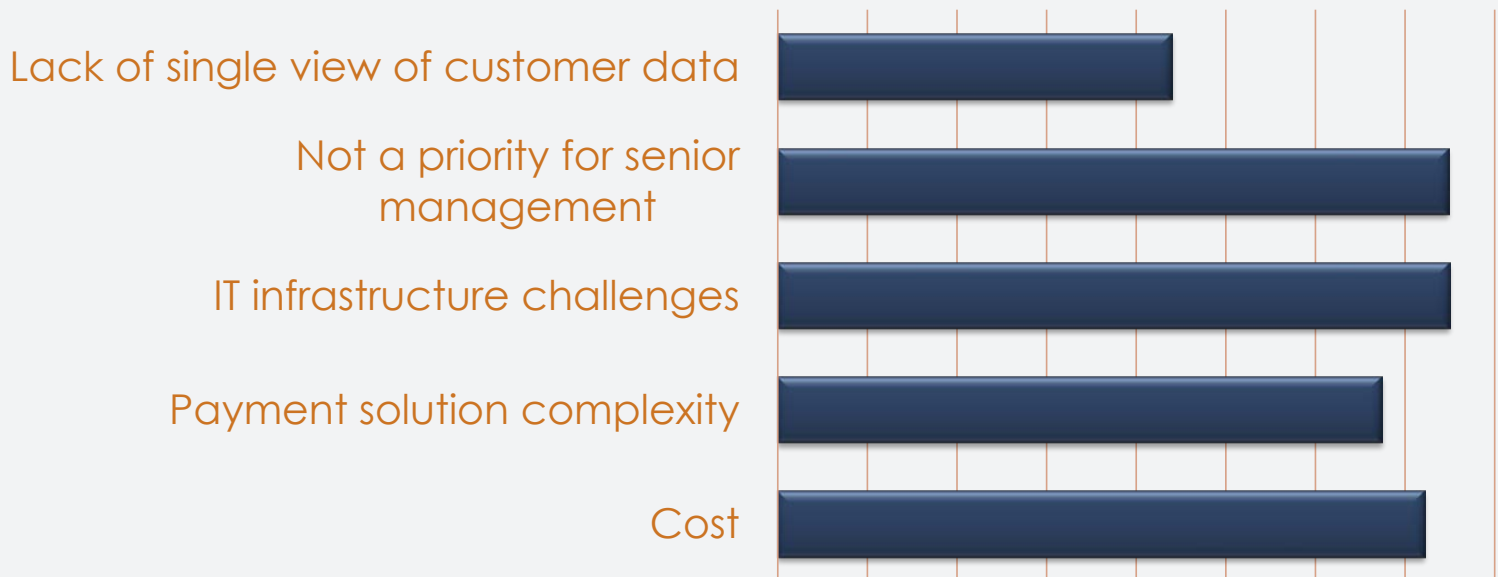 Lack of single view of customer data
Not a priority for senior
management
IT infrastructure challenges
Payment solution complexity
Cost